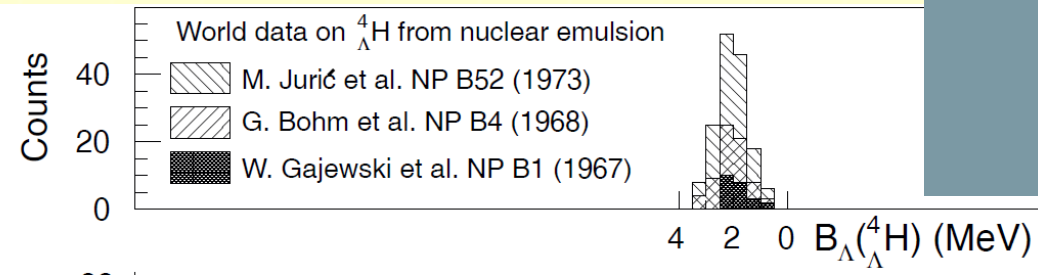 World data on ⁴ΛH from nuclear emulsion
M. Jurić et al. NP B52 (1973)
G. Bohm et al. NP B4 (1968)
W. Gajewski et al. NP B1 (1967)
Counts
40
20
0
4 2 0 BΛ(⁴ΛH) (MeV)